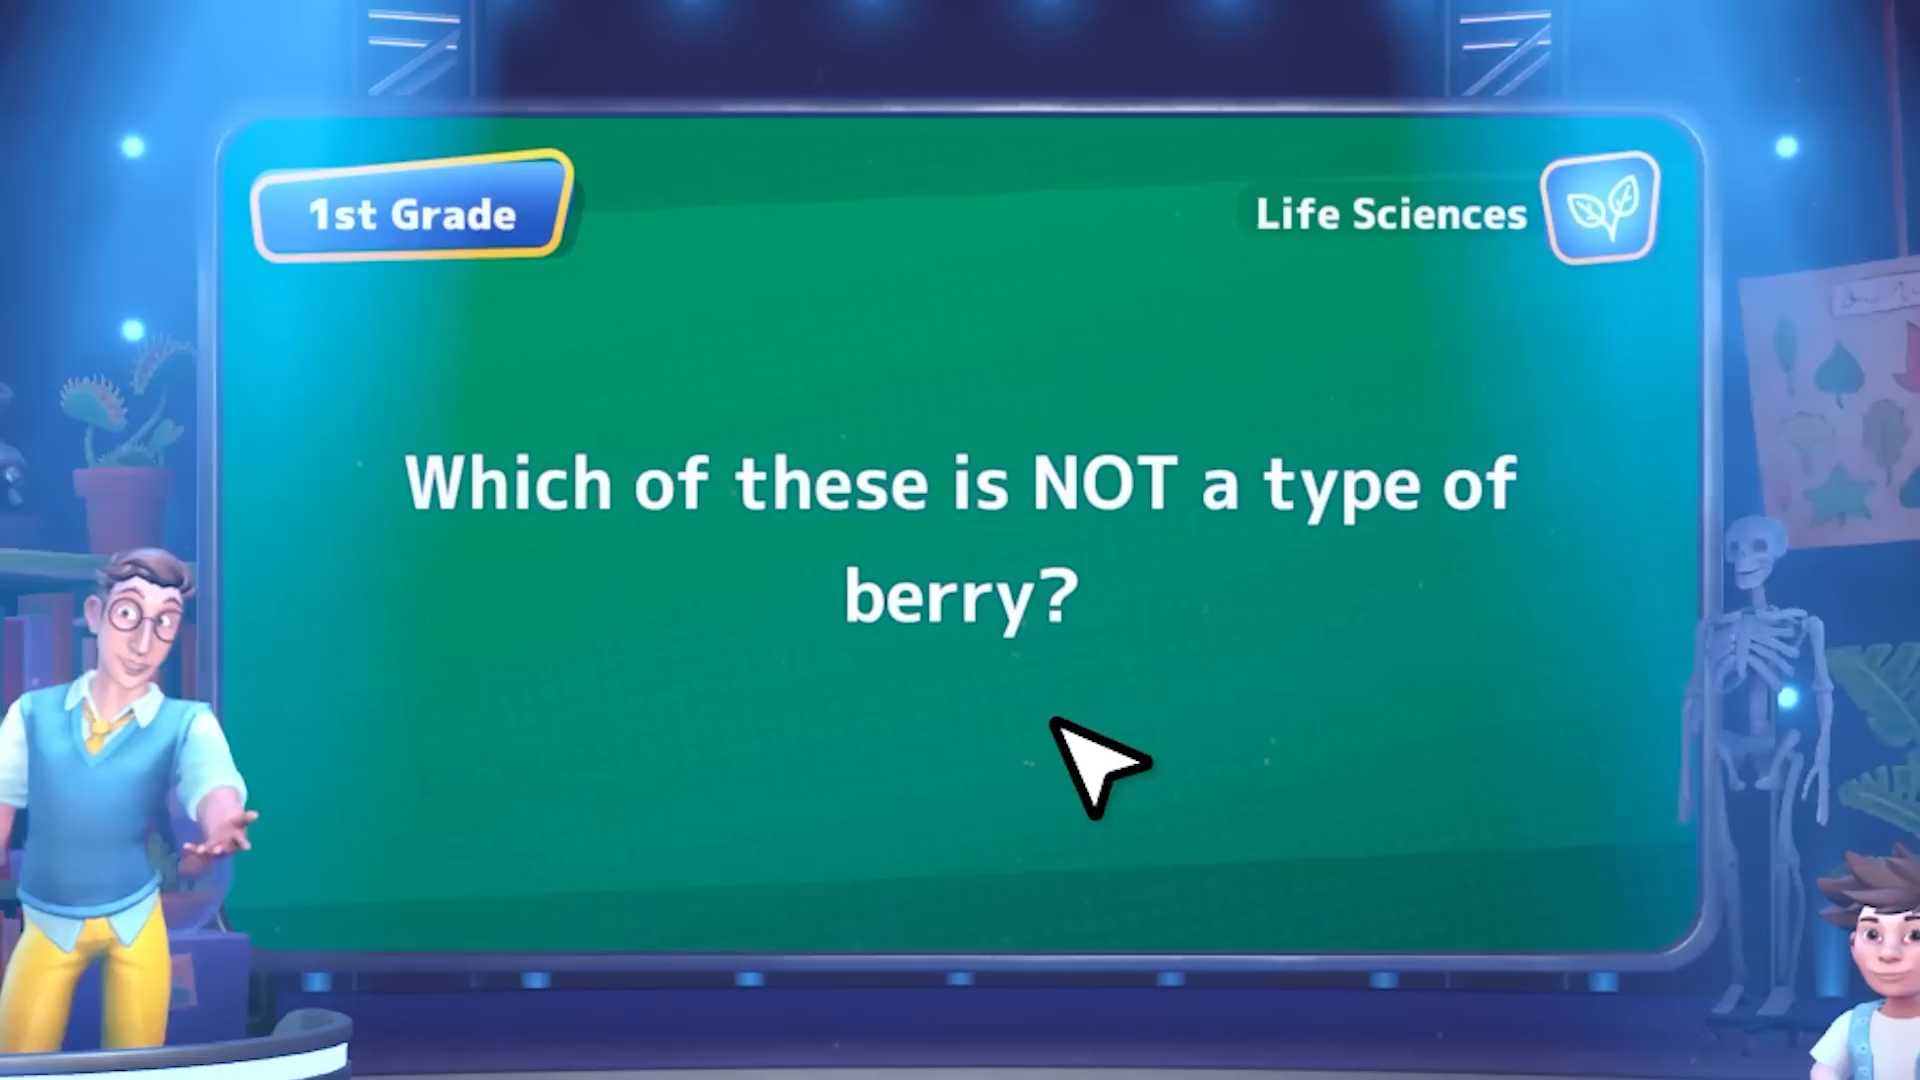 1st Grade
Life Sciences
Which of these is NOT a type of
berry?